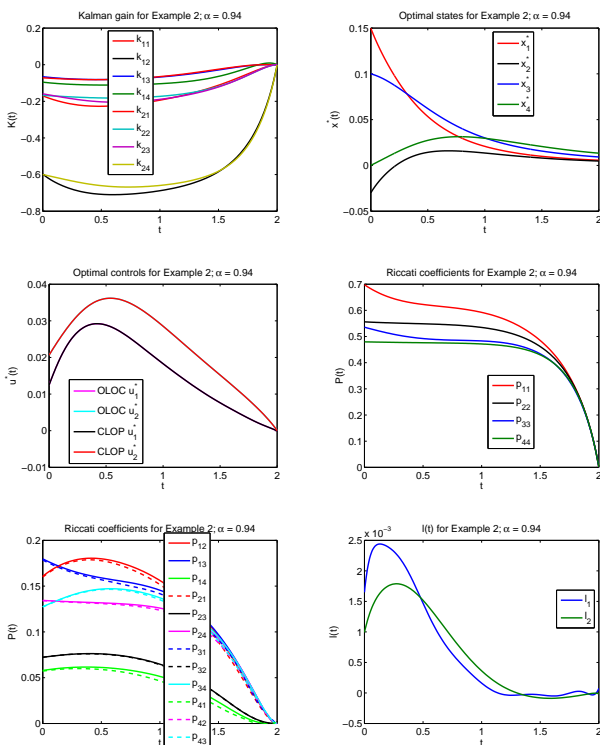 Kalman gain for Example 2; α = 0.94
K(t)
0.2
0
−0.2
−0.4
−0.6
−0.8
0
0.5
1
1.5
2
t
k11
k12
k13
k14
k21
k22
k23
k24
Optimal states for Example 2; α = 0.94
x*(t)
0.15
0.1
0.05
0
−0.05
0
0.5
1
1.5
2
t
x1*
x2*
x3*
x4*
Optimal controls for Example 2; α = 0.94
u*(t)
0.04
0.03
0.02
0.01
0
−0.01
0
0.5
1
1.5
2
t
OLOC u1*
OLOC u2*
CLOP u1*
CLOP u2*
Riccati coefficients for Example 2; α = 0.94
P(t)
0.7
0.6
0.5
0.4
0.3
0.2
0.1
0
0
0.5
1
1.5
2
t
p11
p22
p33
p44
Riccati coefficients for Example 2; α = 0.94
P(t)
0.2
0.15
0.1
0.05
0
0
0.5
1
1.5
2
t
p12
p13
p14
p21
p23
p24
p31
p32
p34
p41
p42
p43
l(t) for Example 2; α = 0.94
x 10−3
l(t)
2.5
2
1.5
1
0.5
0
−0.5
0
0.5
1
1.5
2
t
l1
l2